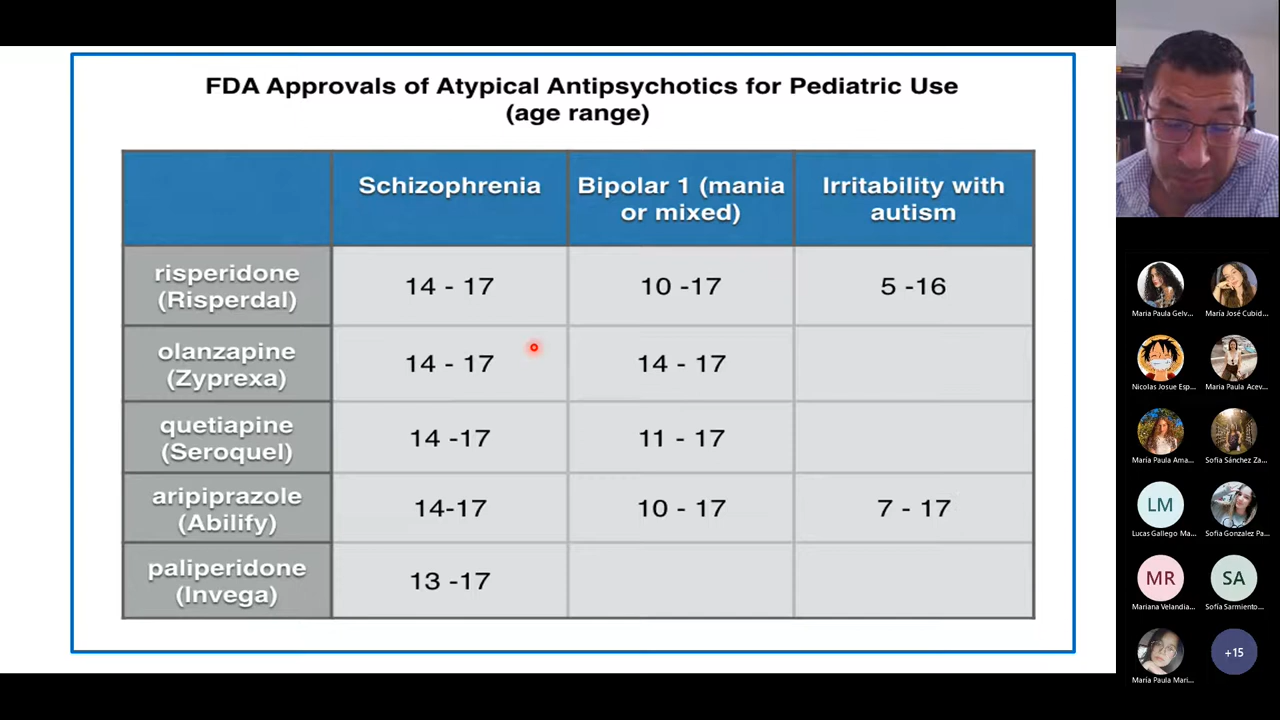 FDA Approvals of Atypical Antipsychotics for Pediatric Use
(age range)
Schizophrenia
Bipolar 1 (mania
or mixed)
Irritability with
autism
risperidone
(Risperdal)
14 - 17
10 -17
5 -16
olanzapine
(Zyprexa)
14 - 17
14 - 17
quetiapine
(Seroquel)
14 -17
11 - 17
aripiprazole
(Abilify)
14-17
10 - 17
7 - 17
paliperidone
(Invega)
13 -17
Maria Paula Gelv...
María José Cubid...
Nicolas Josue Esp...
Maria Paula Acev...
María Paula Ama...
Sofia Sánchez Za...
LM
Lucas Gallego Ma...
Sofia Gonzalez Pa...
MR
Mariana Velandia...
SA
Sofía Sarmiento...
María Paula Mari...
+15